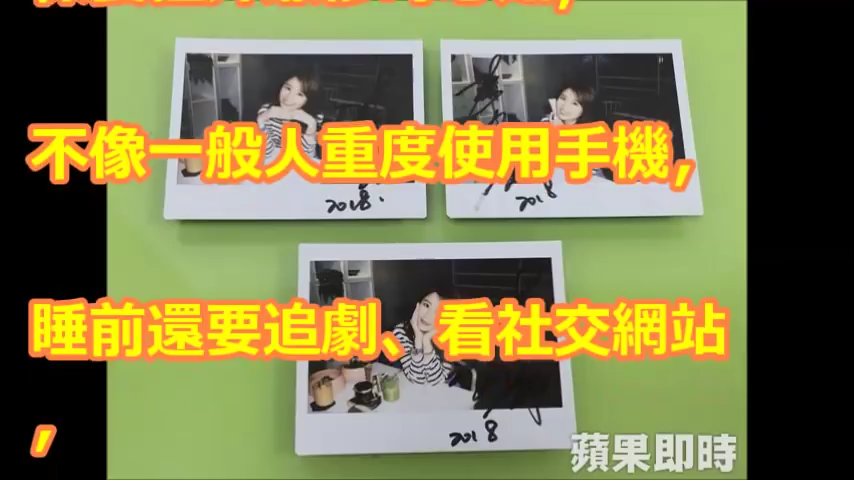 不像一般人重度使用手機,
睡前還要追劇、看社交網站
,
2018.
2018
2018
蘋果即時